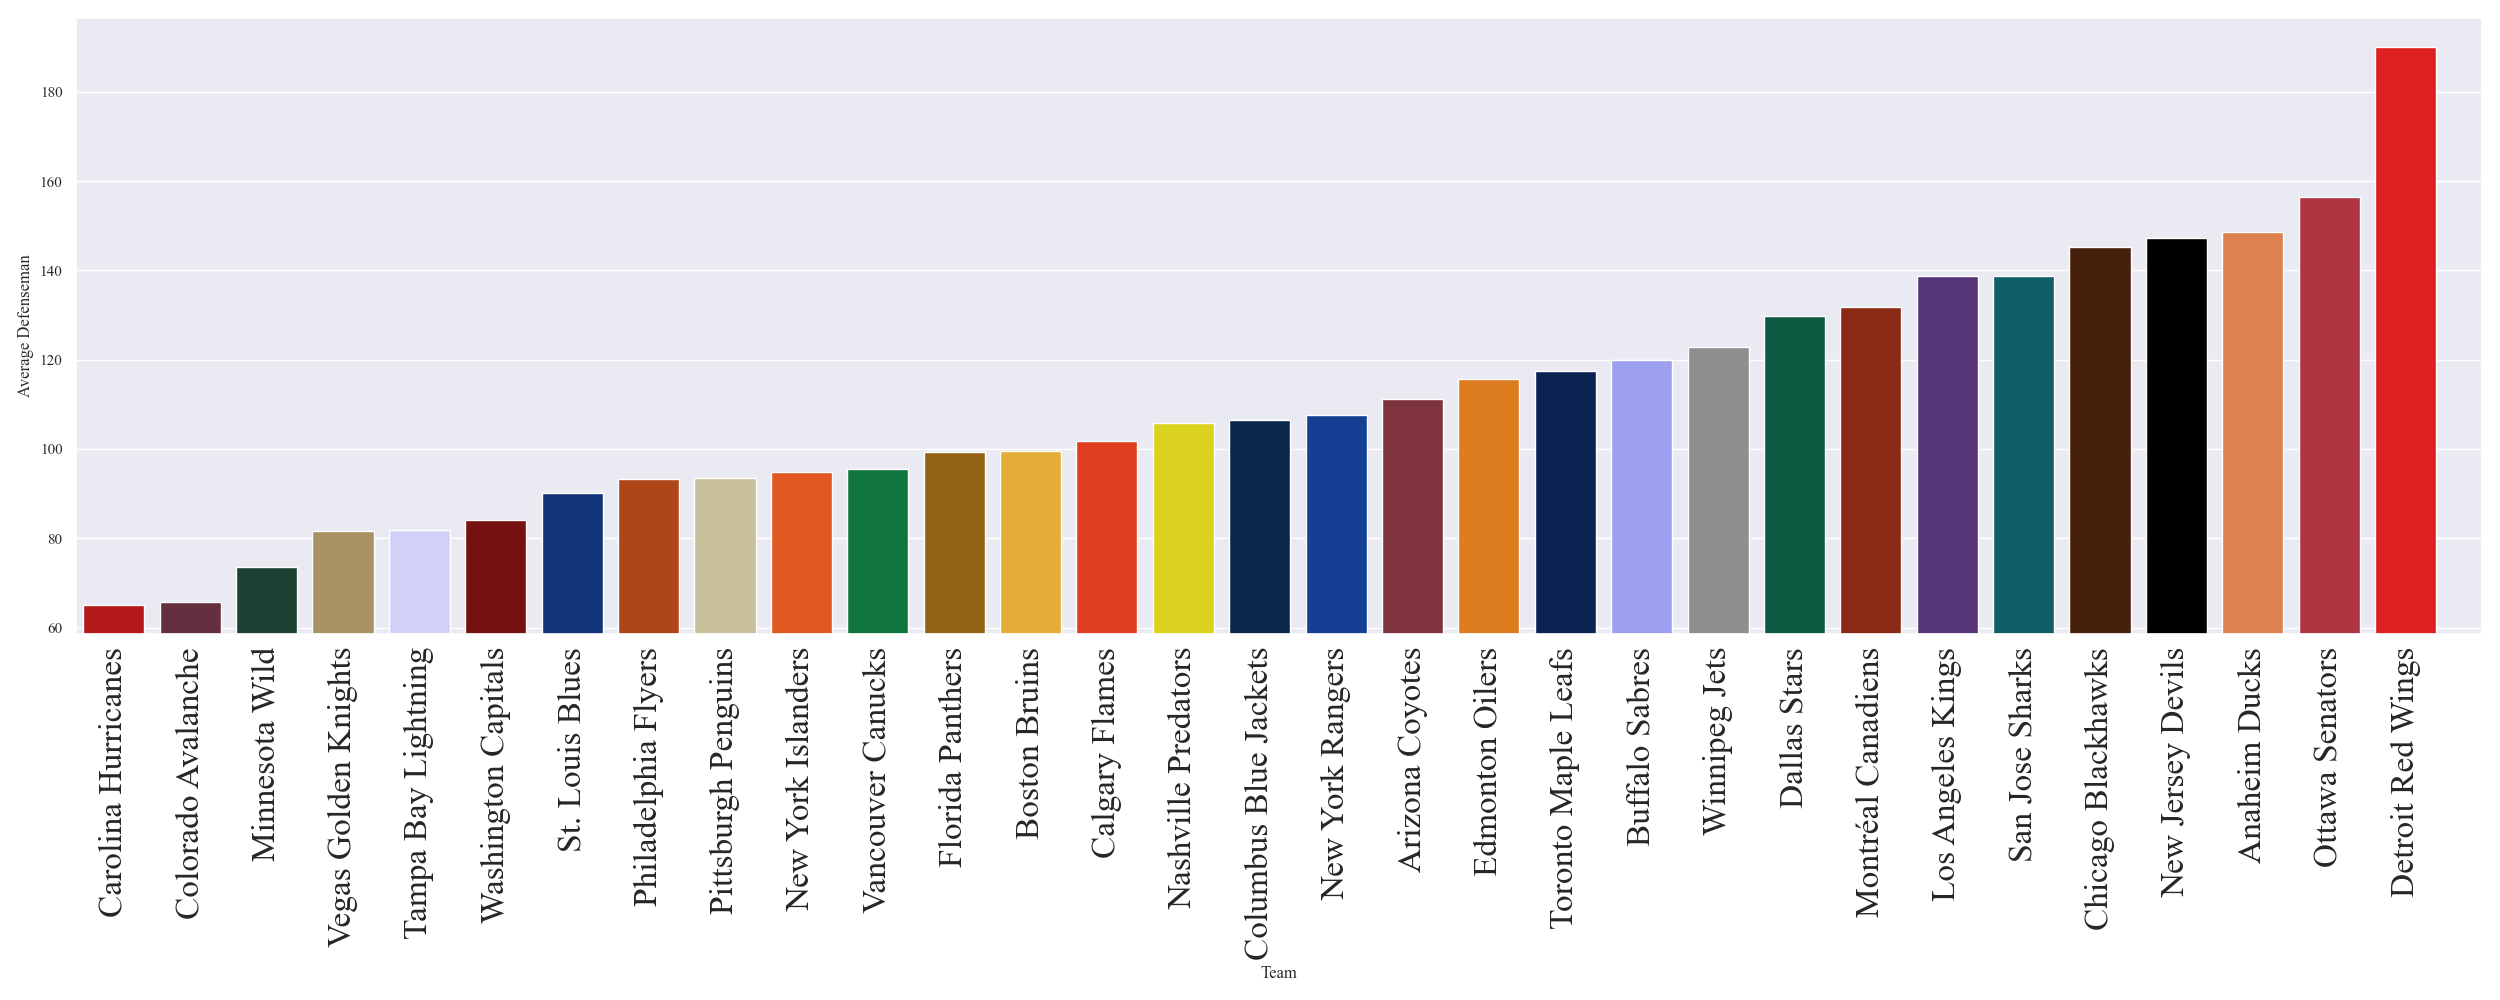 180
160
140
120
100
80
60
Average Defenseman
Carolina Hurricanes
Colorado Avalanche
Minnesota Wild
Vegas Golden Knights
Tampa Bay Lightning
Washington Capitals
St. Louis Blues
Philadelphia Flyers
Pittsburgh Penguins
New York Islanders
Vancouver Canucks
Florida Panthers
Boston Bruins
Calgary Flames
Nashville Predators
Columbus Blue Jackets
New York Rangers
Arizona Coyotes
Edmonton Oilers
Toronto Maple Leafs
Buffalo Sabres
Winnipeg Jets
Dallas Stars
Montréal Canadiens
Los Angeles Kings
San Jose Sharks
Chicago Blackhawks
New Jersey Devils
Anaheim Ducks
Ottawa Senators
Detroit Red Wings
Team